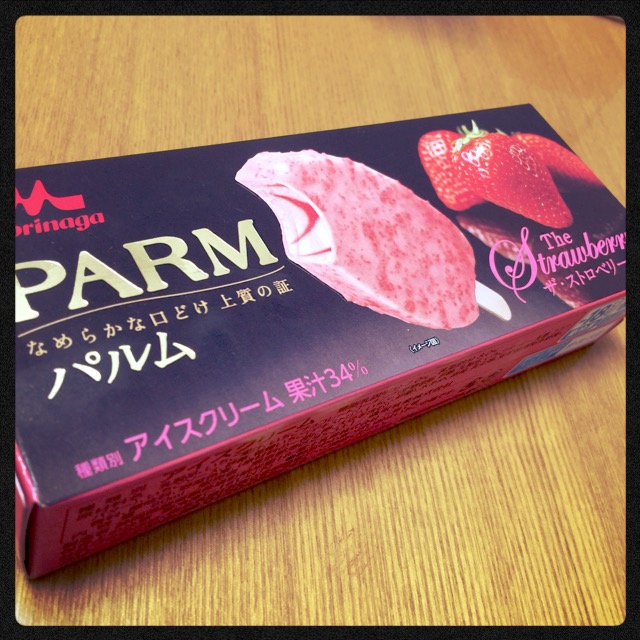 morinaga
PARM
なめらかな口どけ 上質の証
パルム
The
Strawberry
ザ・ストロベリー
(イメージ図)
種類別 アイスクリーム 果汁34%